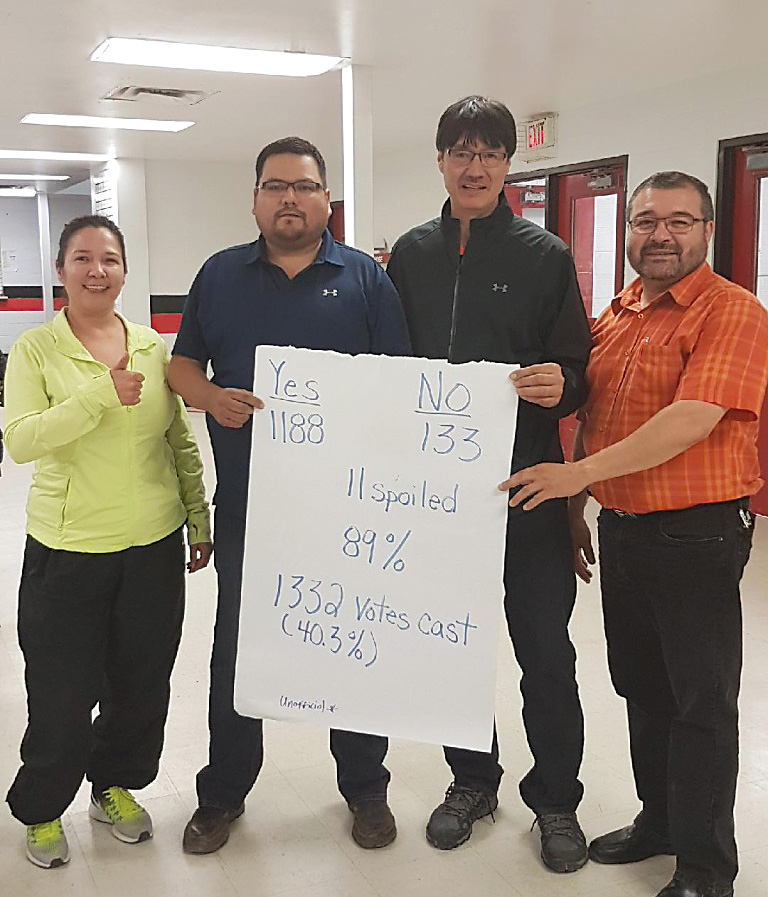 EXIT
Yes NO
1188 133
11 spoiled
89%
1332 votes cast
(40.3%)
Unofficial *